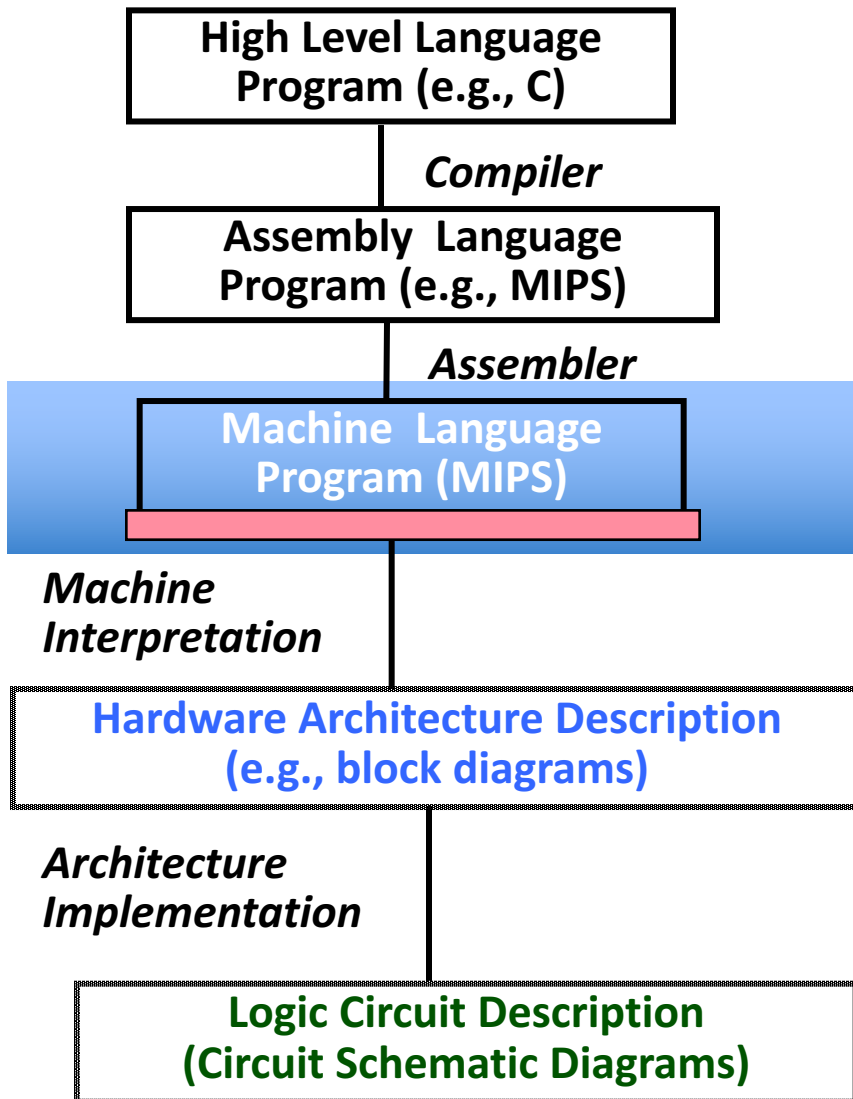 High Level Language
Program (e.g., C)
Compiler
Assembly Language
Program (e.g., MIPS)
Assembler
Machine Language
Program (MIPS)
Machine
Interpretation
Hardware Architecture Description
(e.g., block diagrams)
Architecture
Implementation
Logic Circuit Description
(Circuit Schematic Diagrams)